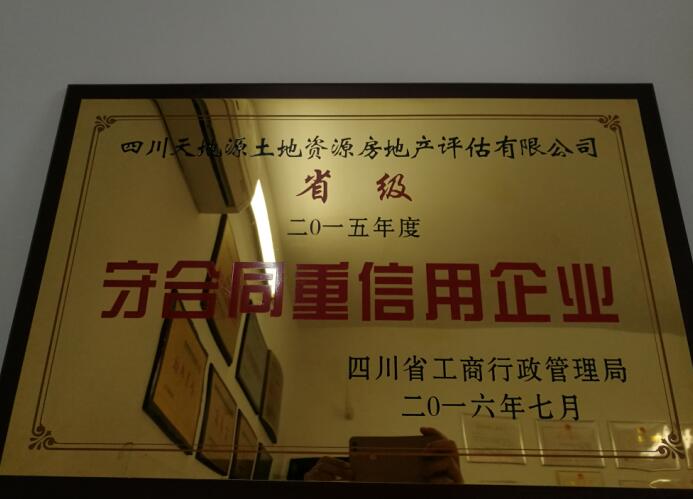 四川天地源土地资源房地产评估有限公司
省级
二0一五年度
守合同重信用企业
四川省工商行政管理局
二0一六年七月